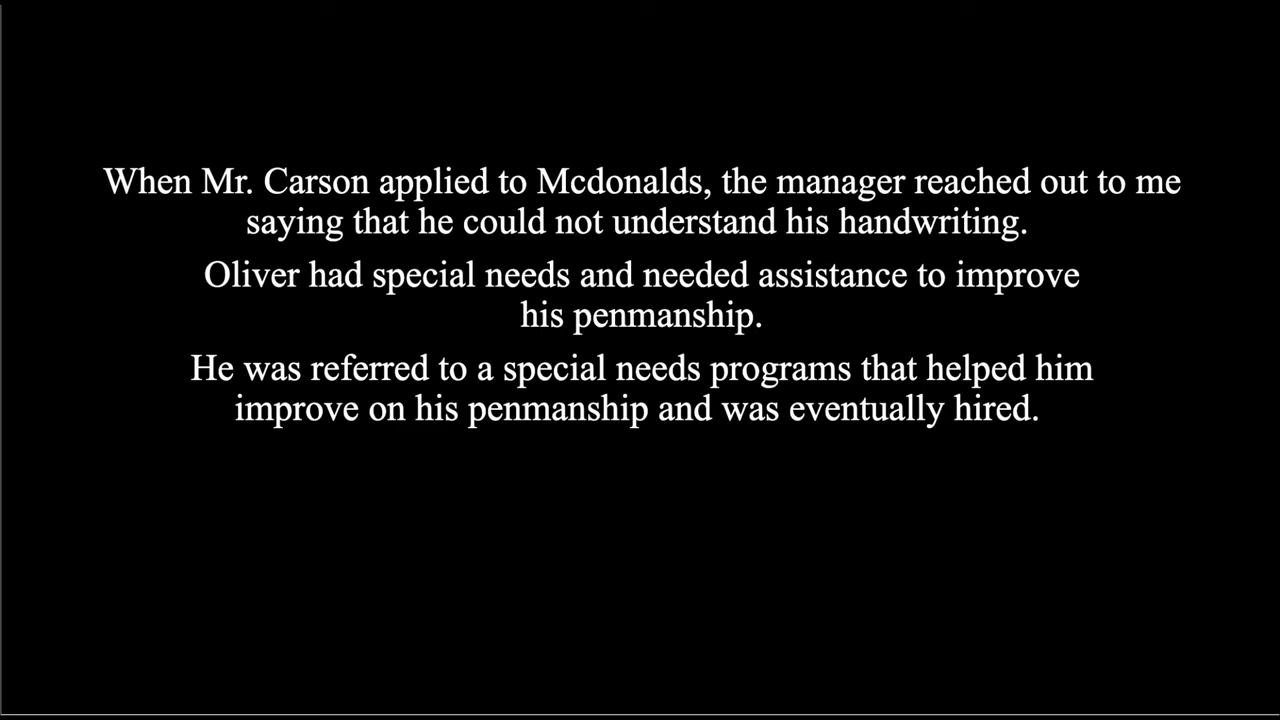 When Mr. Carson applied to Mcdonalds, the manager reached out to me
saying that he could not understand his handwriting.
Oliver had special needs and needed assistance to improve
his penmanship.
He was referred to a special needs programs that helped him
improve on his penmanship and was eventually hired.